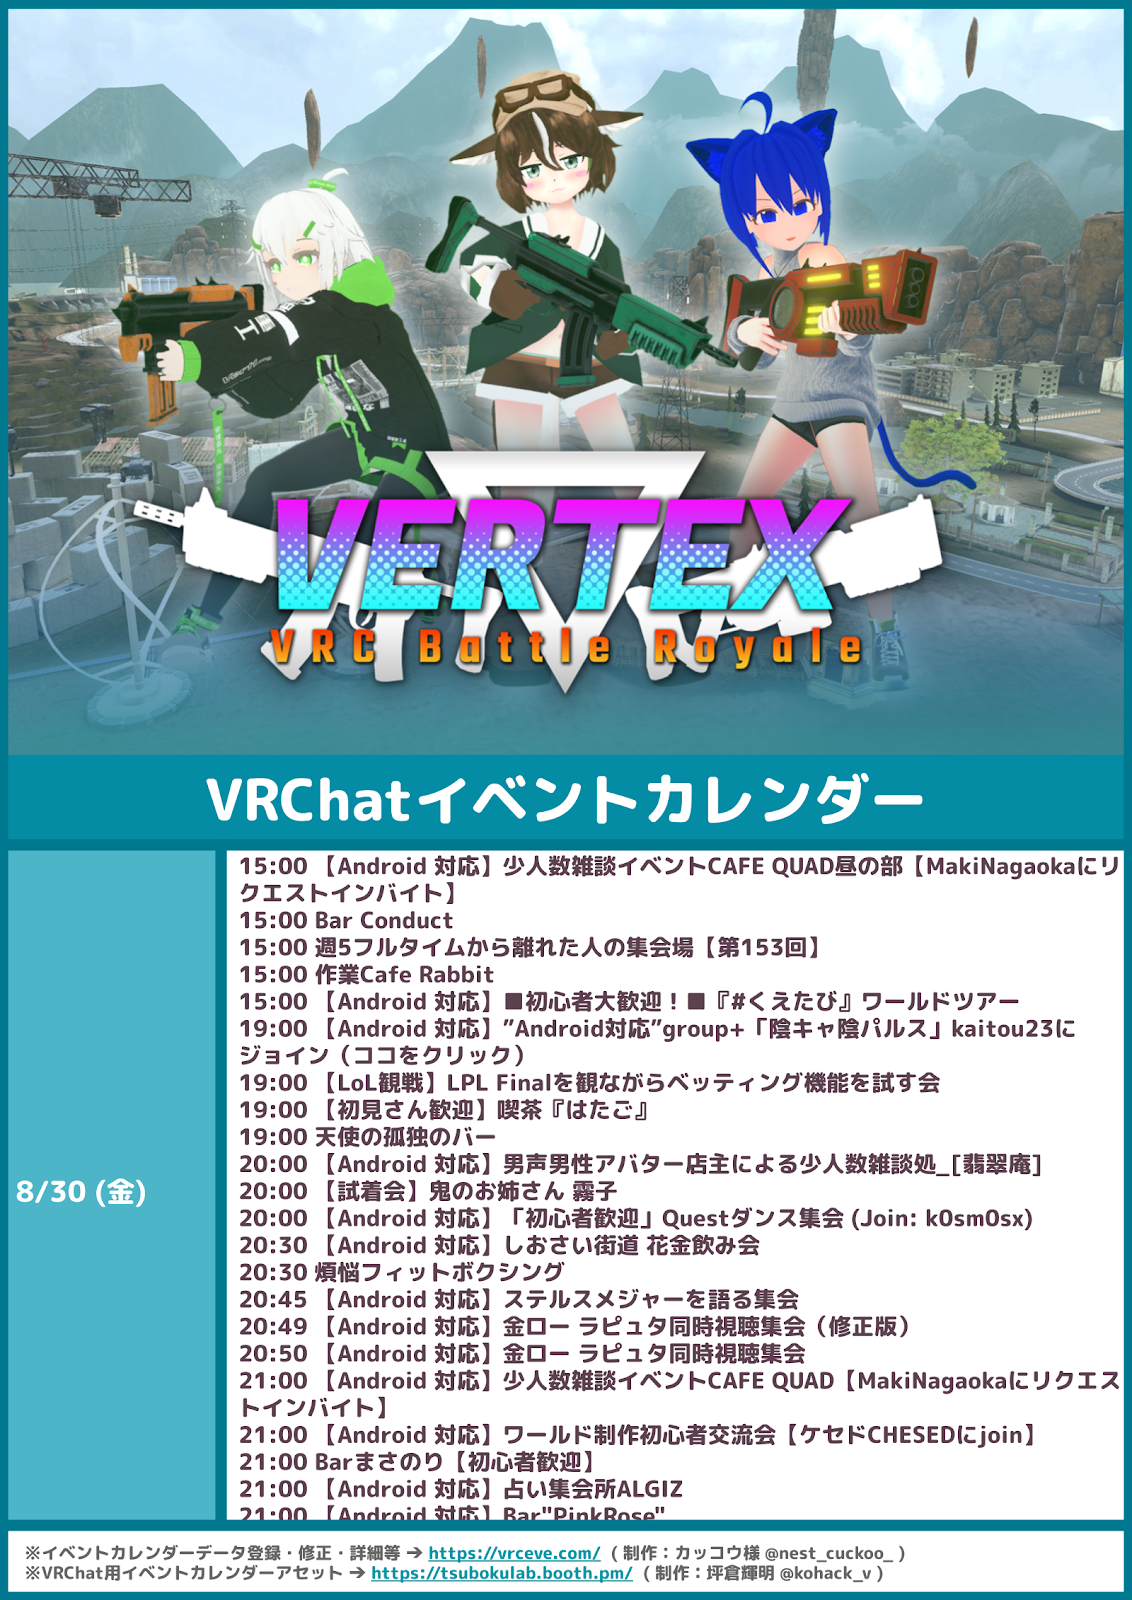 VERTEX
VRC Battle Royale
VRChatイベントカレンダー
8/30 (金)
15:00 【Android 対応】少人数雑談イベントCAFE QUAD昼の部【MakiNagaokaにリ
クエストインバイト】
15:00 Bar Conduct
15:00 週5フルタイムから離れた人の集会場【第153回】
15:00 作業Cafe Rabbit
15:00 【Android 対応】■初心者大歓迎！■『#くえたび』ワールドツアー
19:00 【Android 対応】”Android対応”group+「陰キャ陰パルス」kaitou23に
ジョイン（ココをクリック）
19:00 【LoL観戦】LPL Finalを観ながらベッティング機能を試す会
19:00 【初見さん歓迎】喫茶『はたご』
19:00 天使の孤独のバー
20:00 【Android 対応】男声男性アバター店主による少人数雑談処_[翡翠庵]
20:00 【試着会】鬼のお姉さん 霧子
20:00 【Android 対応】「初心者歓迎」Questダンス集会 (Join: k0sm0sx)
20:30 【Android 対応】しおさい街道 花金飲み会
20:30 煩悩フィットボクシング
20:45 【Android 対応】ステルスメジャーを語る集会
20:49 【Android 対応】金ロー ラピュタ同時視聴集会（修正版）
20:50 【Android 対応】金ロー ラピュタ同時視聴集会
21:00 【Android 対応】少人数雑談イベントCAFE QUAD【MakiNagaokaにリクエス
トインバイト】
21:00 【Android 対応】ワールド制作初心者交流会【ケセドCHESEDにjoin】
21:00 Barまさのり【初心者歓迎】
21:00 【Android 対応】占い集会所ALGIZ
21:00 【Android 対応】Bar"PinkRose"
※イベントカレンダーデータ登録・修正・詳細等 → https://vrceve.com/ ( 制作：カッコウ様 @nest_cuckoo_ )
※VRChat用イベントカレンダーアセット → https://tsubokulab.booth.pm/ ( 制作：坪倉輝明 @kohack_v )